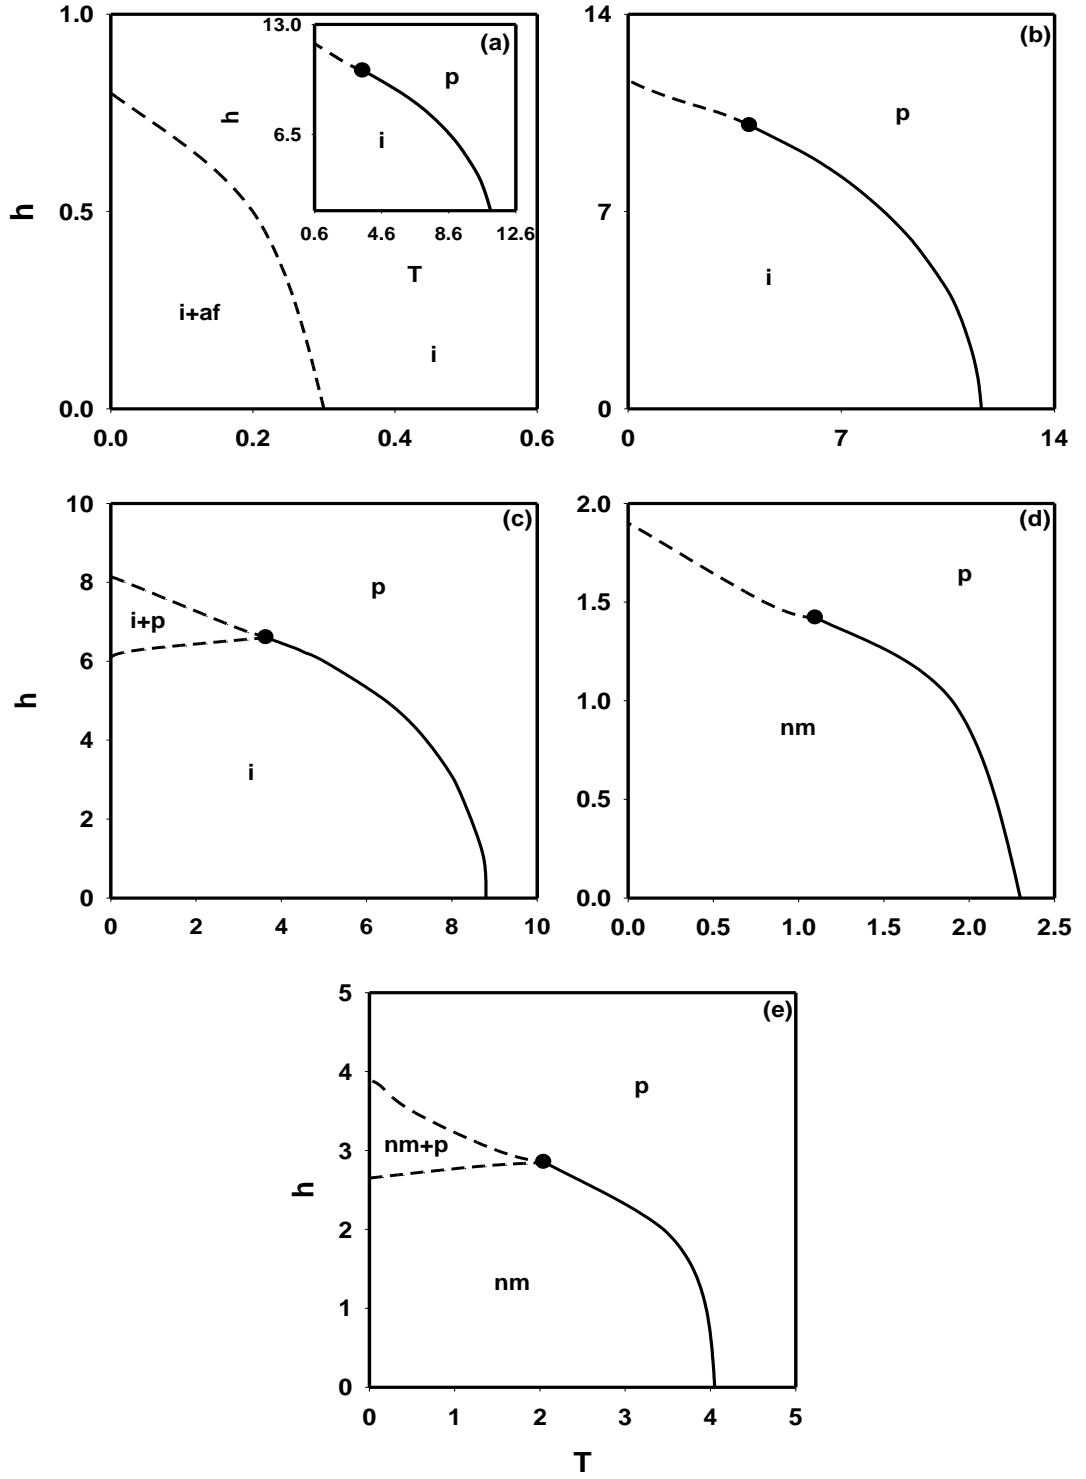 1.0
13.0
(a)
p
h
6.5
i
0.6 4.6 8.6 12.6
T
h
0.5
i+af
i
0.0
0.0 0.2 0.4 0.6
14
(b)
p
7
i
0
0 7 14
10
(c)
8
p
i+p
6
h
4
i
2
0
0 2 4 6 8 10
2.0
(d)
p
1.5
1.0
nm
0.5
0.0
0.0 0.5 1.0 1.5 2.0 2.5
5
(e)
4
p
3
nm+p
h
2
nm
1
0
0 1 2 3 4 5
T